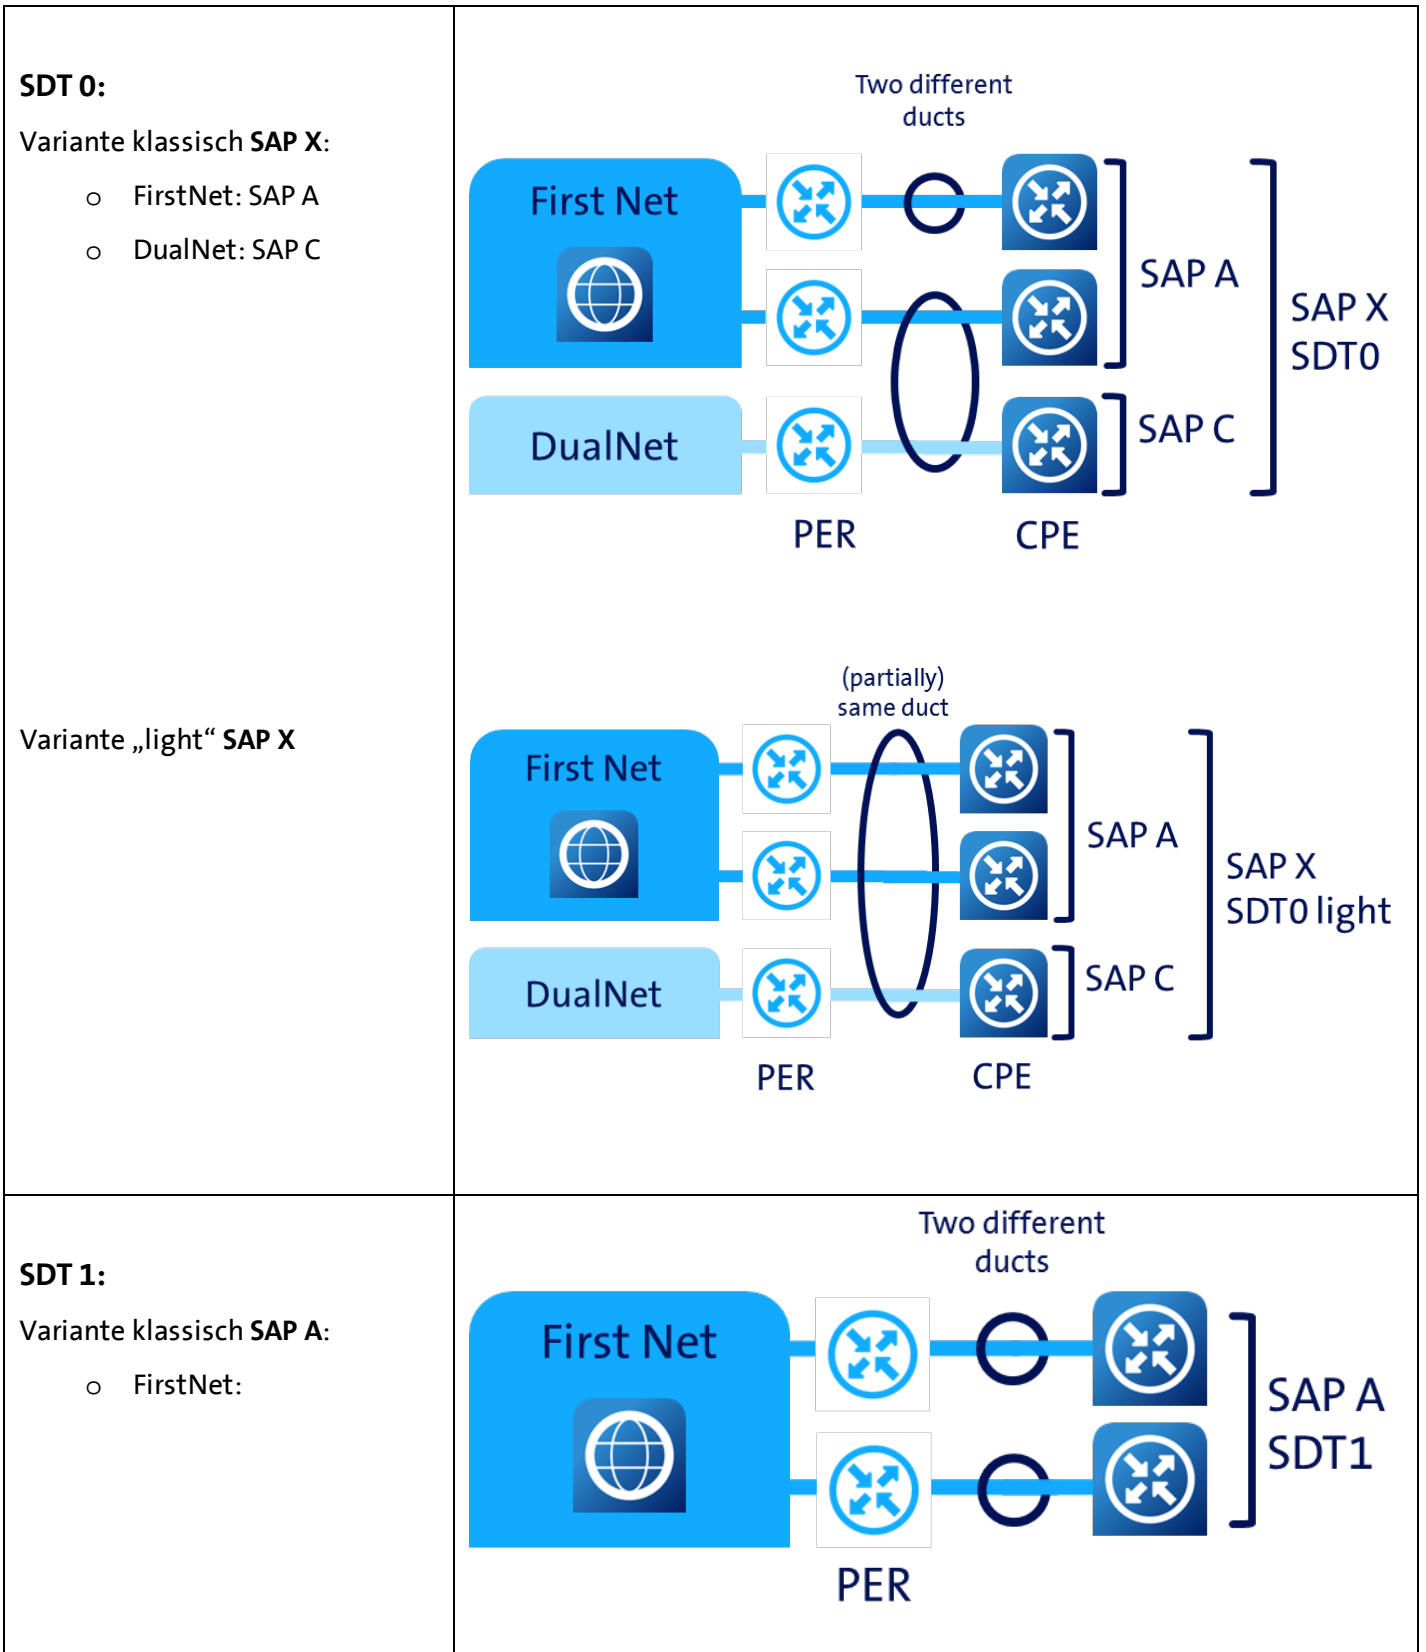 SDT 0:
Variante klassisch SAP X:
o FirstNet: SAP A
o DualNet: SAP C
Two different
ducts
First Net
DualNet
SAP A
SAP C
SAP X
SDT0
PER
CPE
Variante „light“ SAP X
(partially)
same duct
First Net
DualNet
SAP A
SAP C
SAP X
SDT0 light
PER
CPE
SDT 1:
Variante klassisch SAP A:
o FirstNet:
Two different
ducts
First Net
SAP A
SDT1
PER